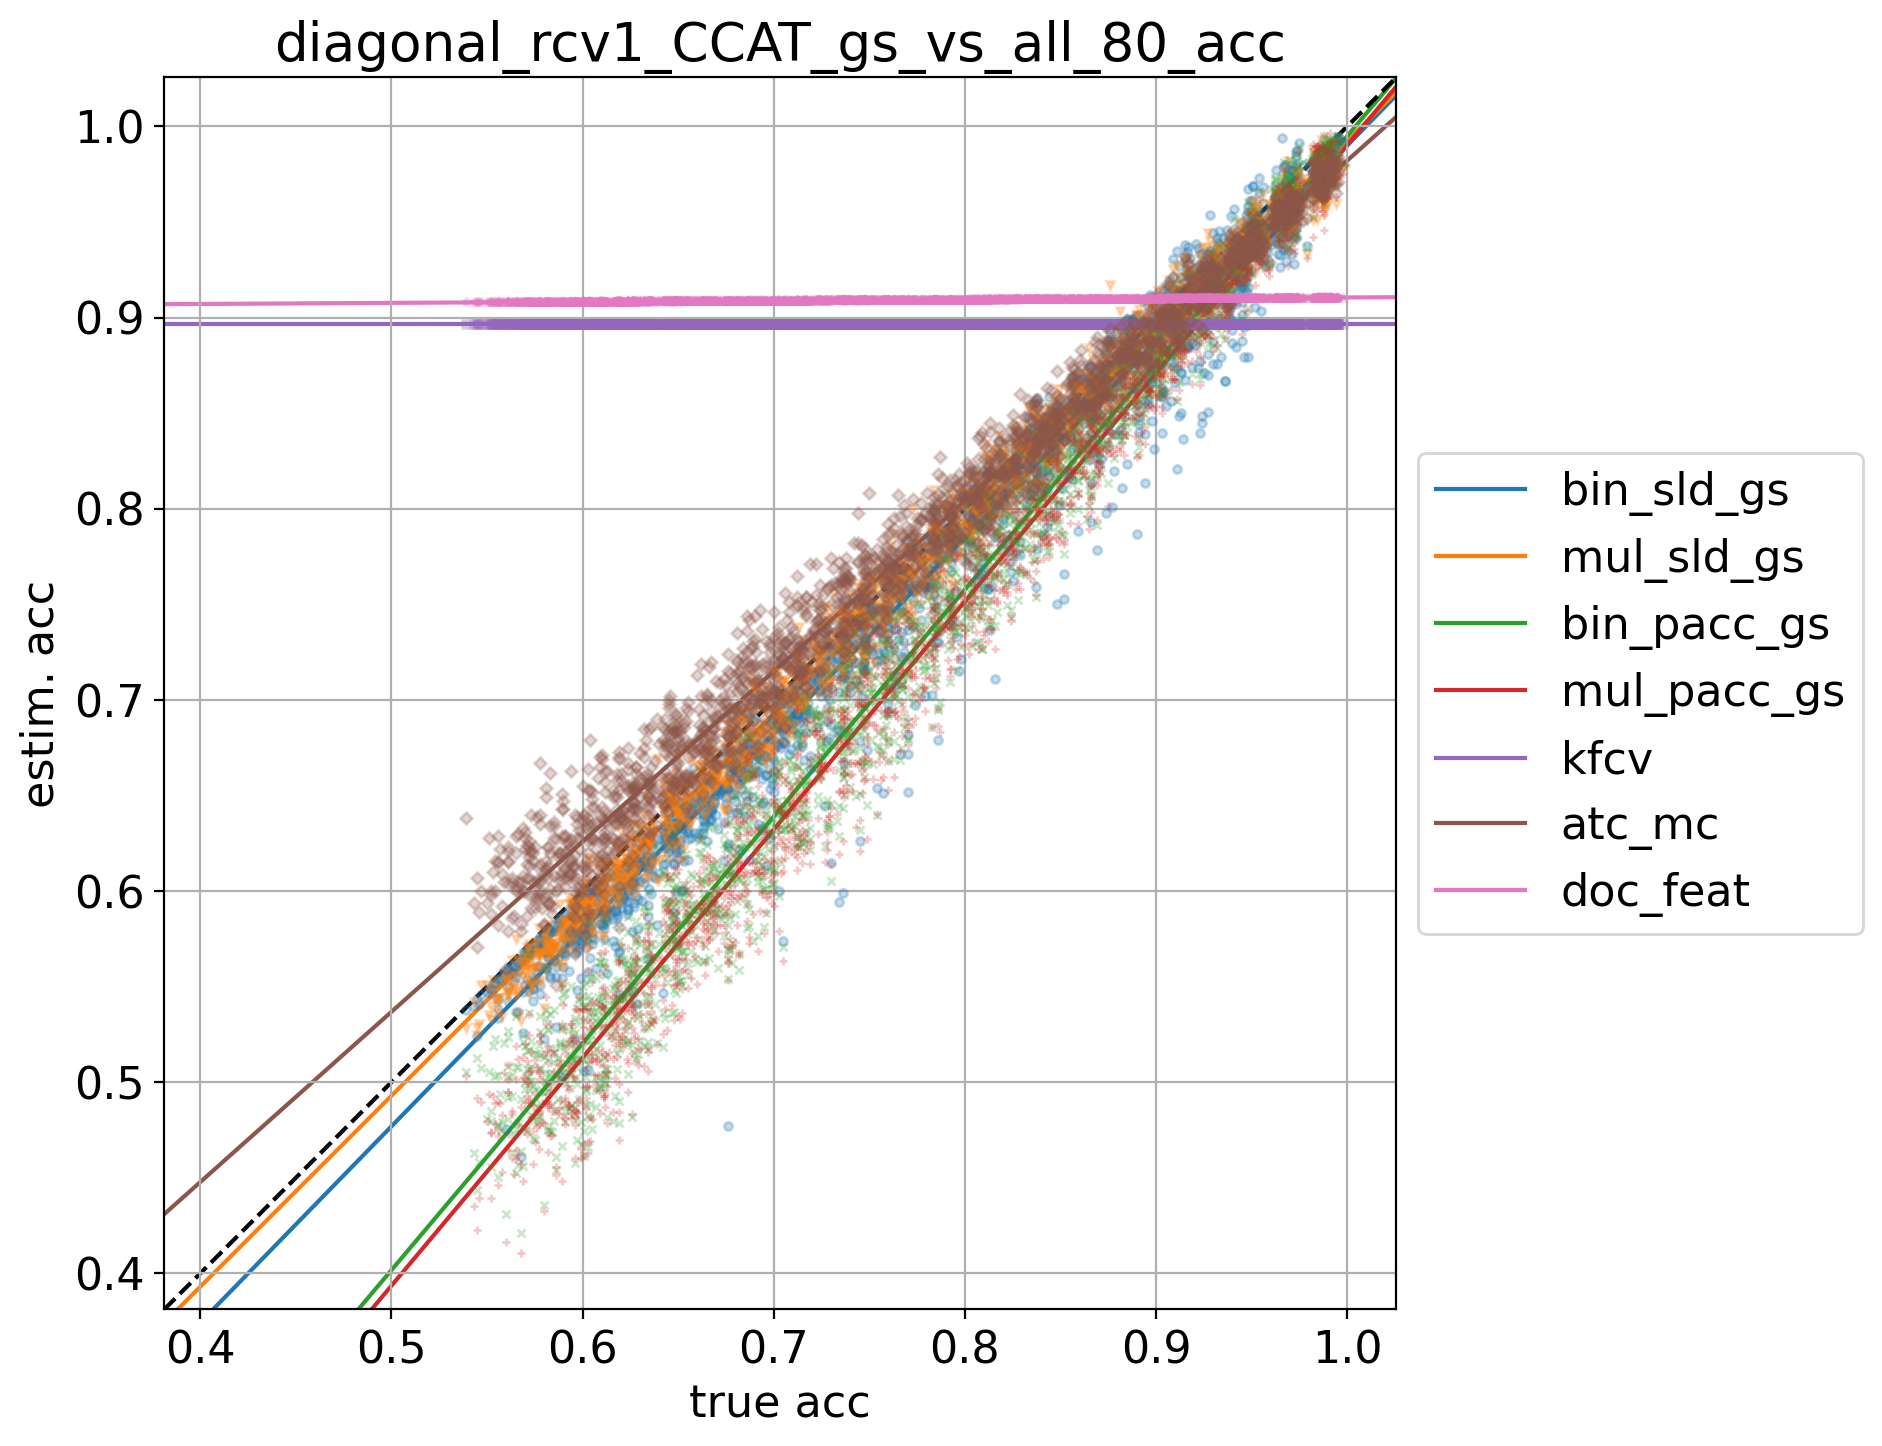 diagonal_rcv1_CCAT_gs_vs_all_80_acc
1.0
0.9
0.8
0.7
0.6
0.5
0.4
estim. acc
0.4 0.5 0.6 0.7 0.8 0.9 1.0
true acc
bin_sld_gs
mul_sld_gs
bin_pacc_gs
mul_pacc_gs
kfcv
atc_mc
doc_feat